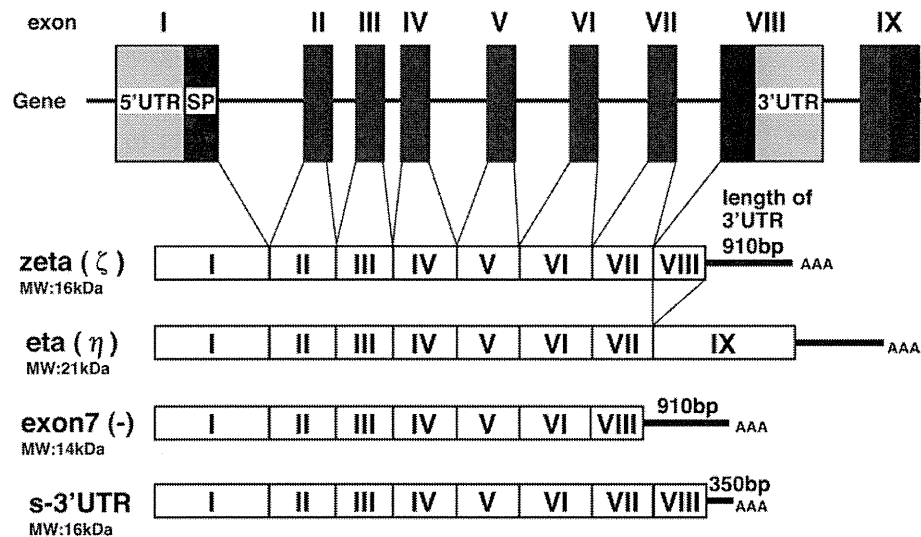 exon I II III IV V VI VII VIII IX
Gene 5'UTR SP 3'UTR
length of
3'UTR
910bp
zeta ( ζ ) I II III IV V VI VII VIII AAA
MW:16kDa
eta ( η ) I II III IV V VI VII IX AAA
MW:21kDa
910bp
exon7 (-) I II III IV V VI VIII AAA
MW:14kDa
350bp
s-3'UTR I II III IV V VI VII VIII AAA
MW:16kDa